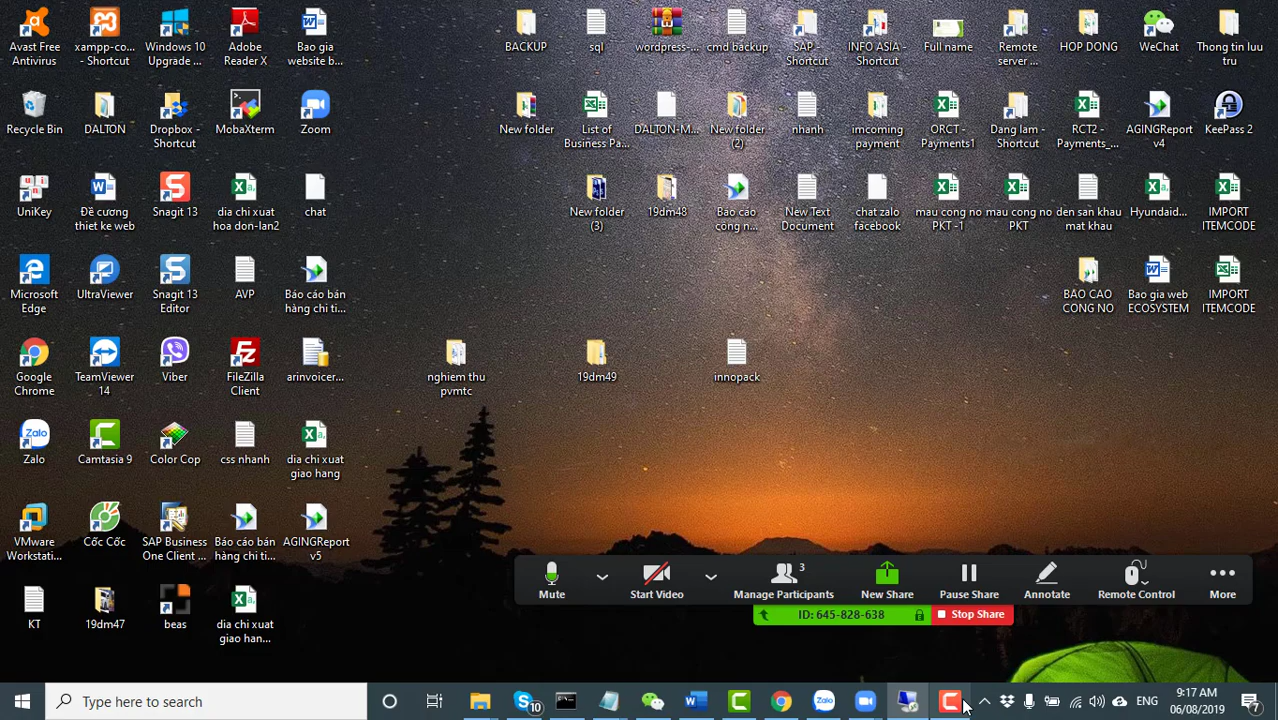 Avast Free
Antivirus
xampp-co...
- Shortcut
Windows 10
Upgrade ...
Adobe
Reader X
Bao gia
website b...
BACKUP
sql
wordpress-...
cmd backup
SAP -
Shortcut
INFO ASIA -
Shortcut
Full name
Remote
server ...
HOP DONG
WeChat
Thong tin luu
tru
Recycle Bin
DALTON
Dropbox -
Shortcut
MobaXterm
Zoom
New folder
List of
Business Pa...
DALTON-M...
New folder
(2)
nhanh
imcoming
payment
ORCT -
Payments1
Dang lam -
Shortcut
RCT2 -
Payments_...
AGINGReport
v4
KeePass 2
UniKey
Đề cương
thiet ke web
Snagit 13
dia chi xuat
hoa don-lan2
chat
New folder
(3)
19dm48
Báo cáo
công n...
New Text
Document
chat zalo
facebook
mau cong no
PKT -1
mau cong no
PKT
den san khau
mat khau
Hyundaid...
IMPORT
ITEMCODE
Microsoft
Edge
UltraViewer
Snagit 13
Editor
AVP
Báo cáo bán
hàng chi ti...
BAO CAO
CONG NO
Bao gia web
ECOSYSTEM
IMPORT
ITEMCODE
Google
Chrome
TeamViewer
14
Viber
FileZilla
Client
arinvoicer...
nghiem thu
pvmtc
19dm49
innopack
Zalo
Zalo
Camtasia 9
Color Cop
css nhanh
dia chi xuat
giao hang
VMware
Workstati...
Cốc Cốc
SAP Business
One Client ...
Báo cáo bán
hàng chi ti...
AGINGReport
v5
KT
19dm47
beas
dia chi xuat
giao han...
Mute
Start Video
3
Manage Participants
New Share
Pause Share
Annotate
Remote Control
More
ID: 645-828-638
Stop Share
Type here to search
10
ENG
9:17 AM
06/08/2019
7